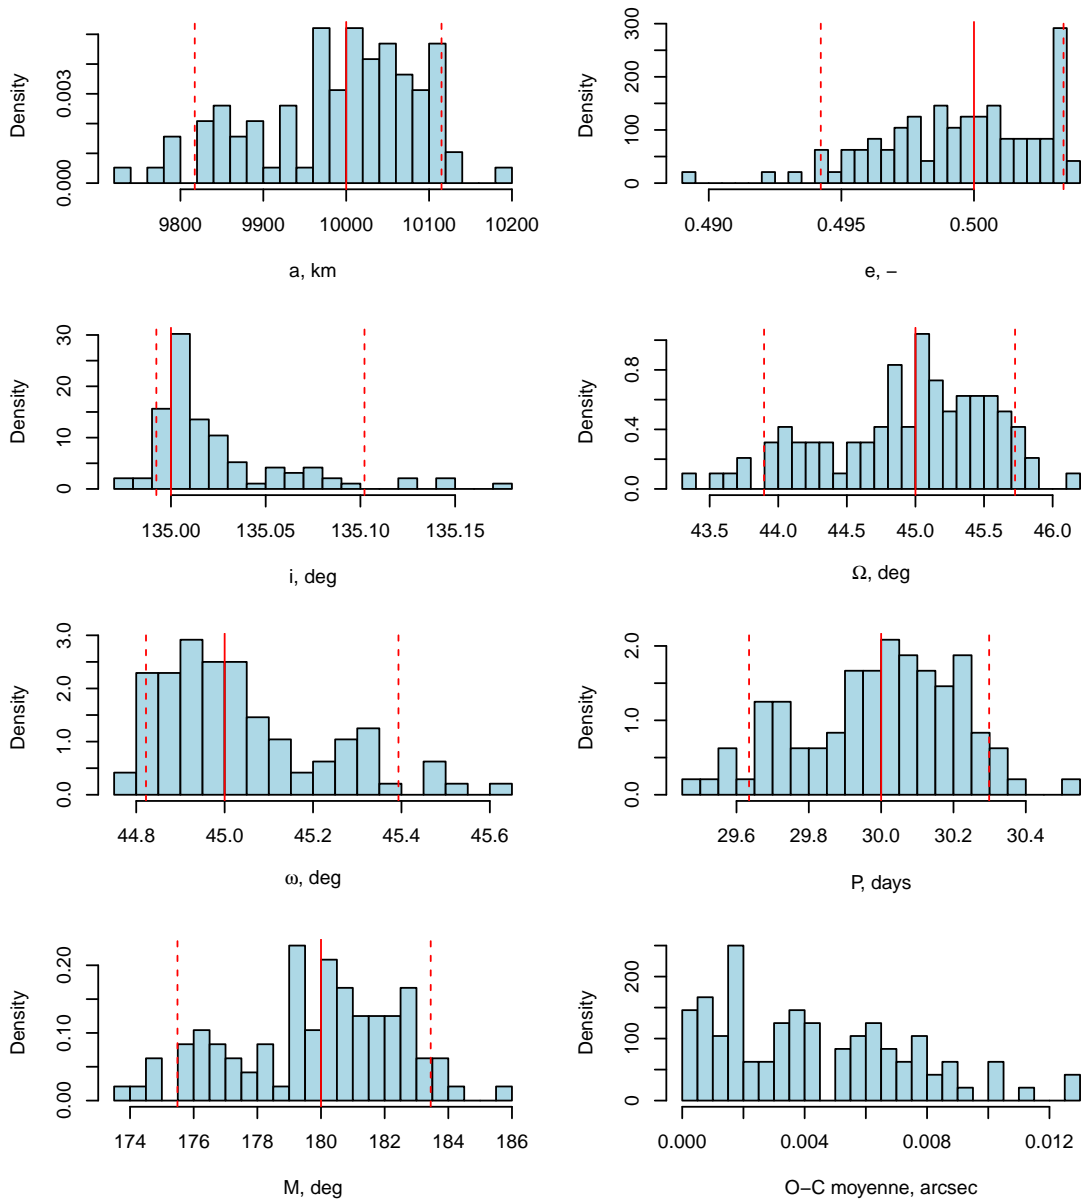 Density
0.000 0.003
9800 9900 10000 10100 10200
a, km
Density
0 100 200 300
0.490 0.495 0.500
e, −
Density
0 10 20 30
135.00 135.05 135.10 135.15
i, deg
Density
0.0 0.4 0.8
43.5 44.0 44.5 45.0 45.5 46.0
Ω, deg
Density
0.0 1.0 2.0 3.0
44.8 45.0 45.2 45.4 45.6
ω, deg
Density
0.0 1.0 2.0
29.6 29.8 30.0 30.2 30.4
P, days
Density
0.00 0.10 0.20
174 176 178 180 182 184 186
M, deg
Density
0 100 200
0.000 0.004 0.008 0.012
O−C moyenne, arcsec